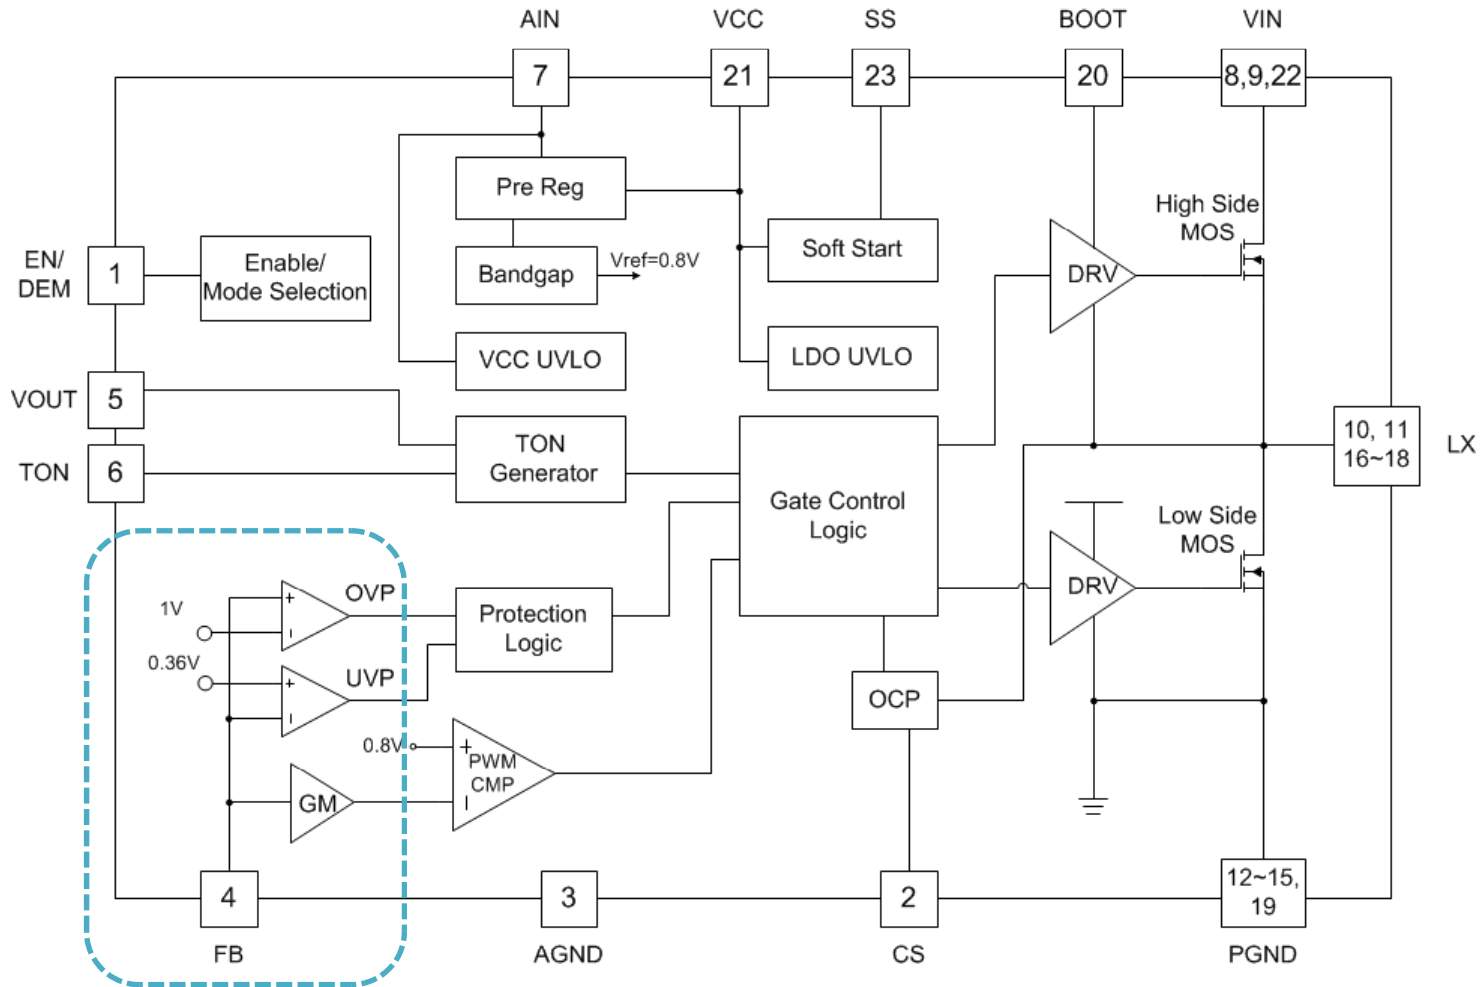 AIN
VCC
SS
BOOT
VIN
7
21
23
20
8,9,22
Pre Reg
High Side
MOS
EN/
DEM
1
Enable/
Mode Selection
Bandgap
Vref=0.8V
Soft Start
DRV
VCC UVLO
LDO UVLO
VOUT
5
TON
6
TON
Generator
10, 11
16~18
LX
Gate Control
Logic
Low Side
MOS
DRV
1V
+
-
OVP
Protection
Logic
0.36V
+
-
UVP
OCP
0.8V
+
PWM
CMP
-
GM
4
3
2
12~15,
19
FB
AGND
CS
PGND